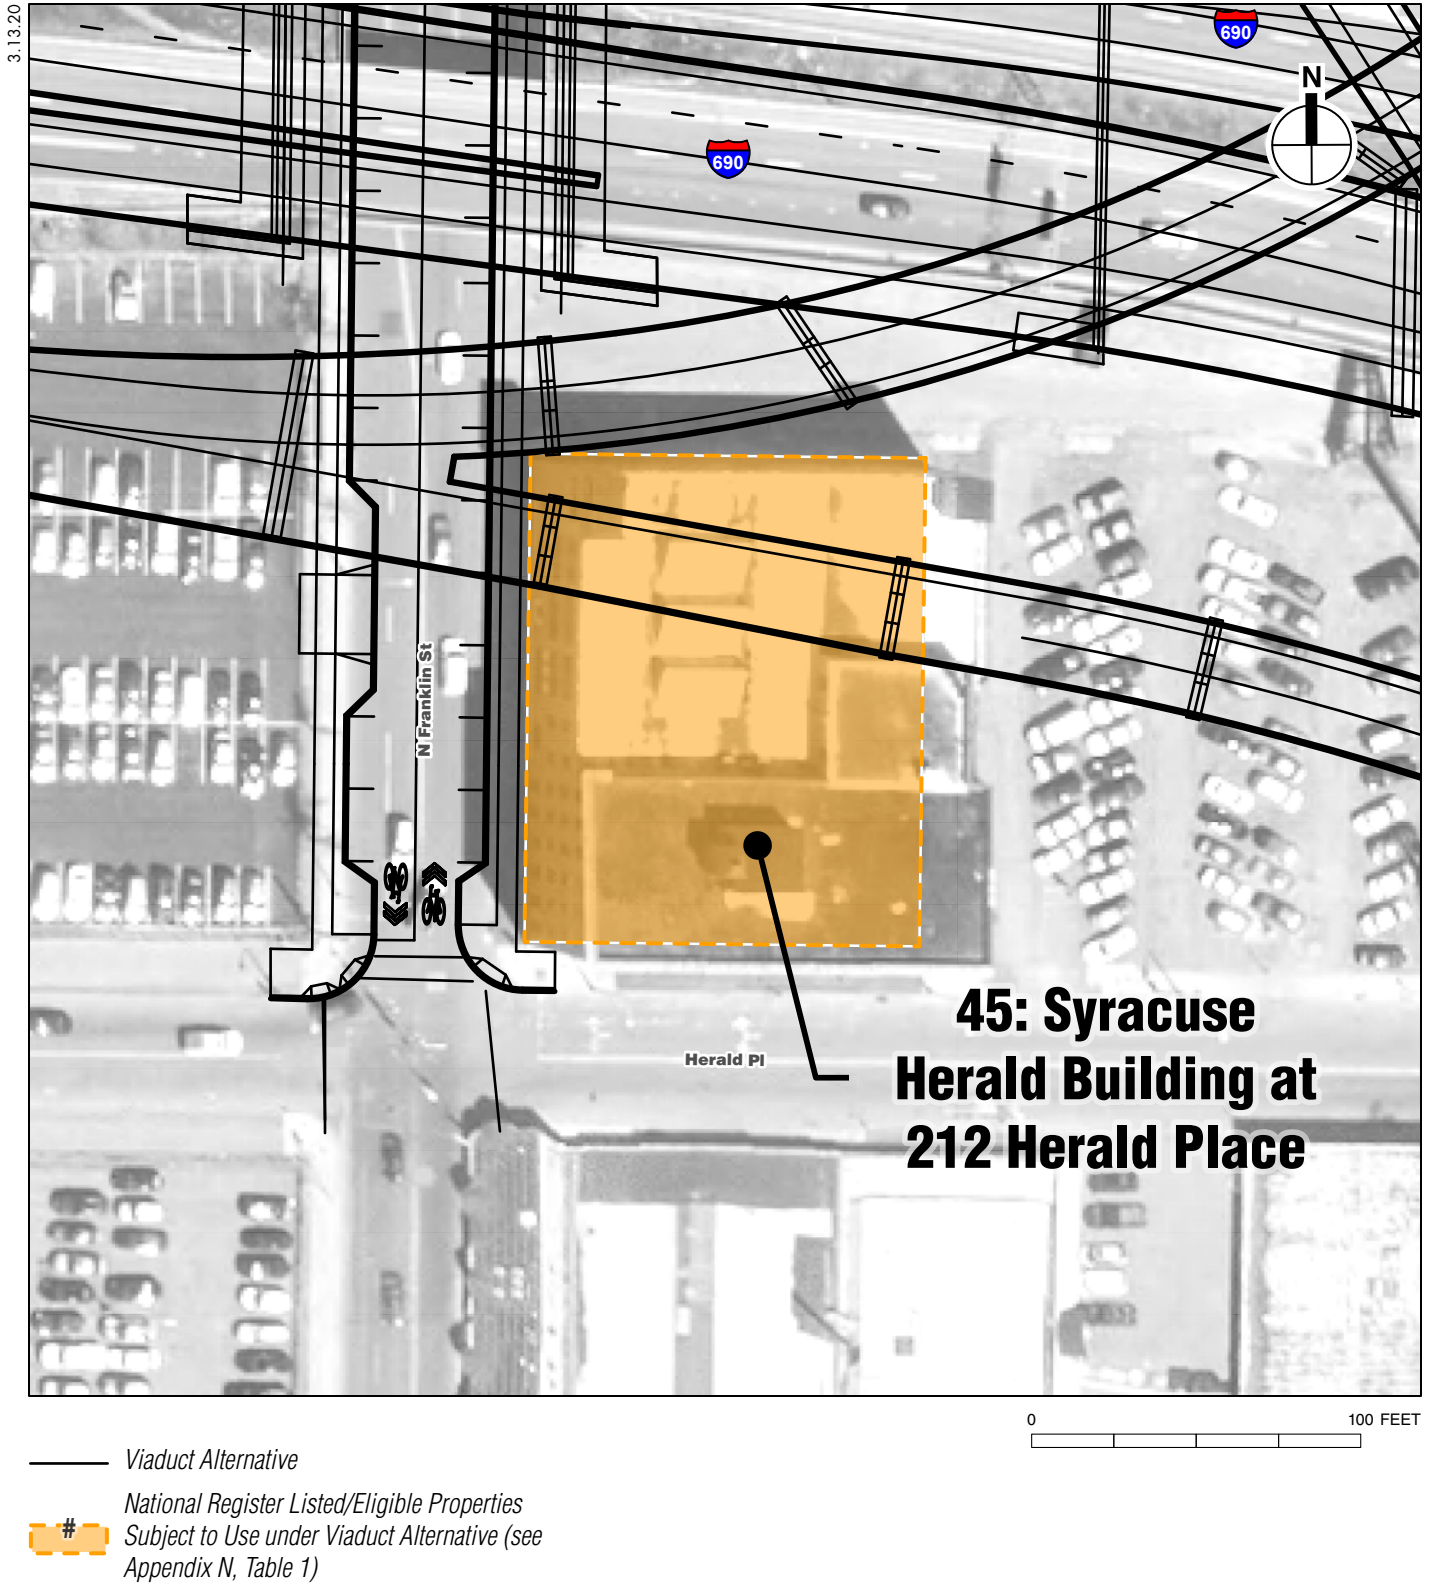 3.13.20
690
690
N
N Franklin St
45: Syracuse
Herald Building at
212 Herald Place
Herald Pl
0 100 FEET
Viaduct Alternative
#
National Register Listed/Eligible Properties
Subject to Use under Viaduct Alternative (see
Appendix N, Table 1)